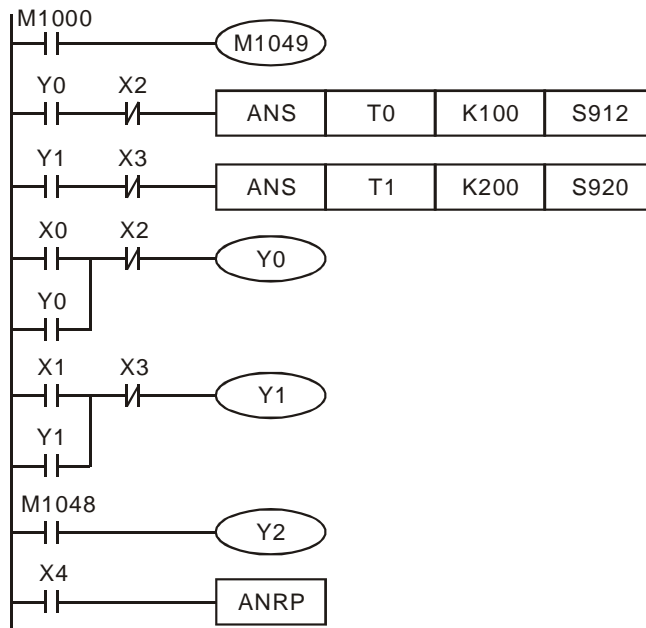 M1000
M1049
Y0 X2
ANS T0 K100 S912
Y1 X3
ANS T1 K200 S920
X0 X2
Y0
Y0
X1 X3
Y1
Y1
M1048
Y2
X4
ANRP